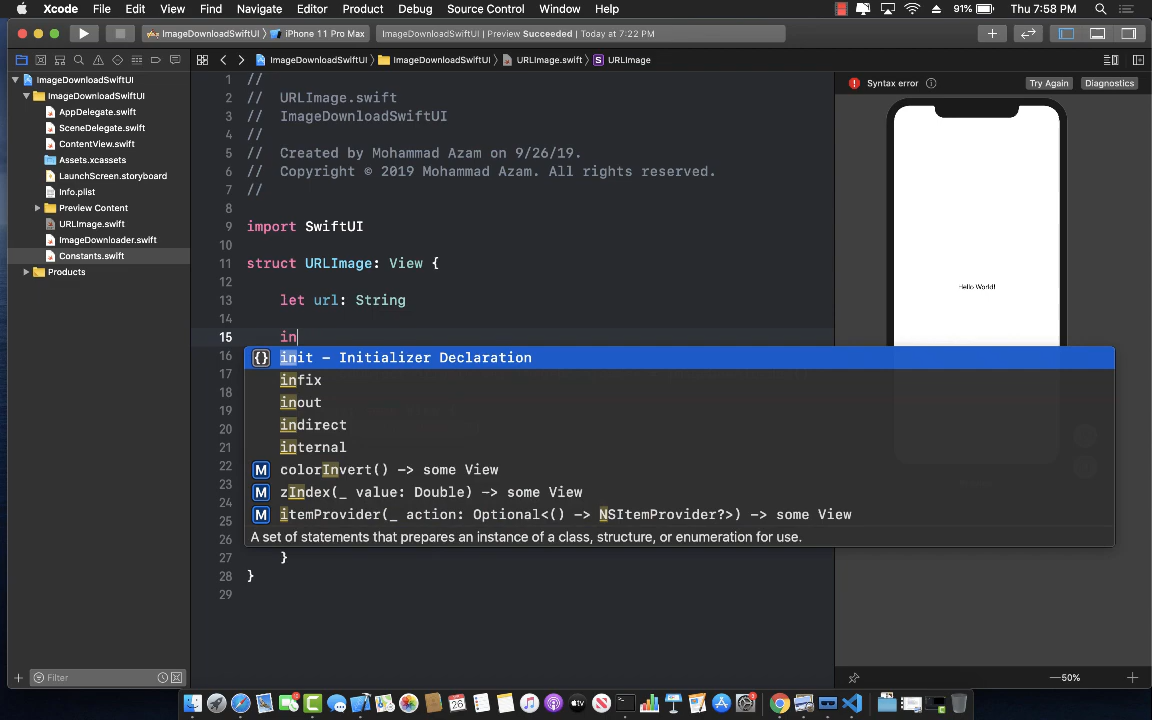 Xcode File Edit View Find Navigate Editor Product Debug Source Control Window Help 91% Thu 7:58 PM
ImageDownloadSwiftUI iPhone 11 Pro Max ImageDownloadSwiftUI | Preview Succeeded | Today at 7:22 PM
ImageDownloadSwiftUI ImageDownloadSwiftUI URLImage.swift S URLImage
ImageDownloadSwiftUI
ImageDownloadSwiftUI
AppDelegate.swift
SceneDelegate.swift
ContentView.swift
Assets.xcassets
LaunchScreen.storyboard
Info.plist
Preview Content
URLImage.swift
ImageDownloader.swift
Constants.swift
Products
Filter
1 //
2 // URLImage.swift
3 // ImageDownloadSwiftUI
4 //
5 // Created by Mohammad Azam on 9/26/19.
6 // Copyright © 2019 Mohammad Azam. All rights reserved.
7 //
8
9 import SwiftUI
10
11 struct URLImage: View {
12
13 let url: String
14
15 in
16 {} init – Initializer Declaration
17 infix
18 inout
19
20 indirect
21 internal
22 M colorInvert() -> some View
23 M zIndex(_ value: Double) -> some View
24
25 M itemProvider(_ action: Optional<() -> NSItemProvider?>) -> some View
26 A set of statements that prepares an instance of a class, structure, or enumeration for use.
27 }
28 }
29
Syntax error Try Again Diagnostics
Hello World!
50%